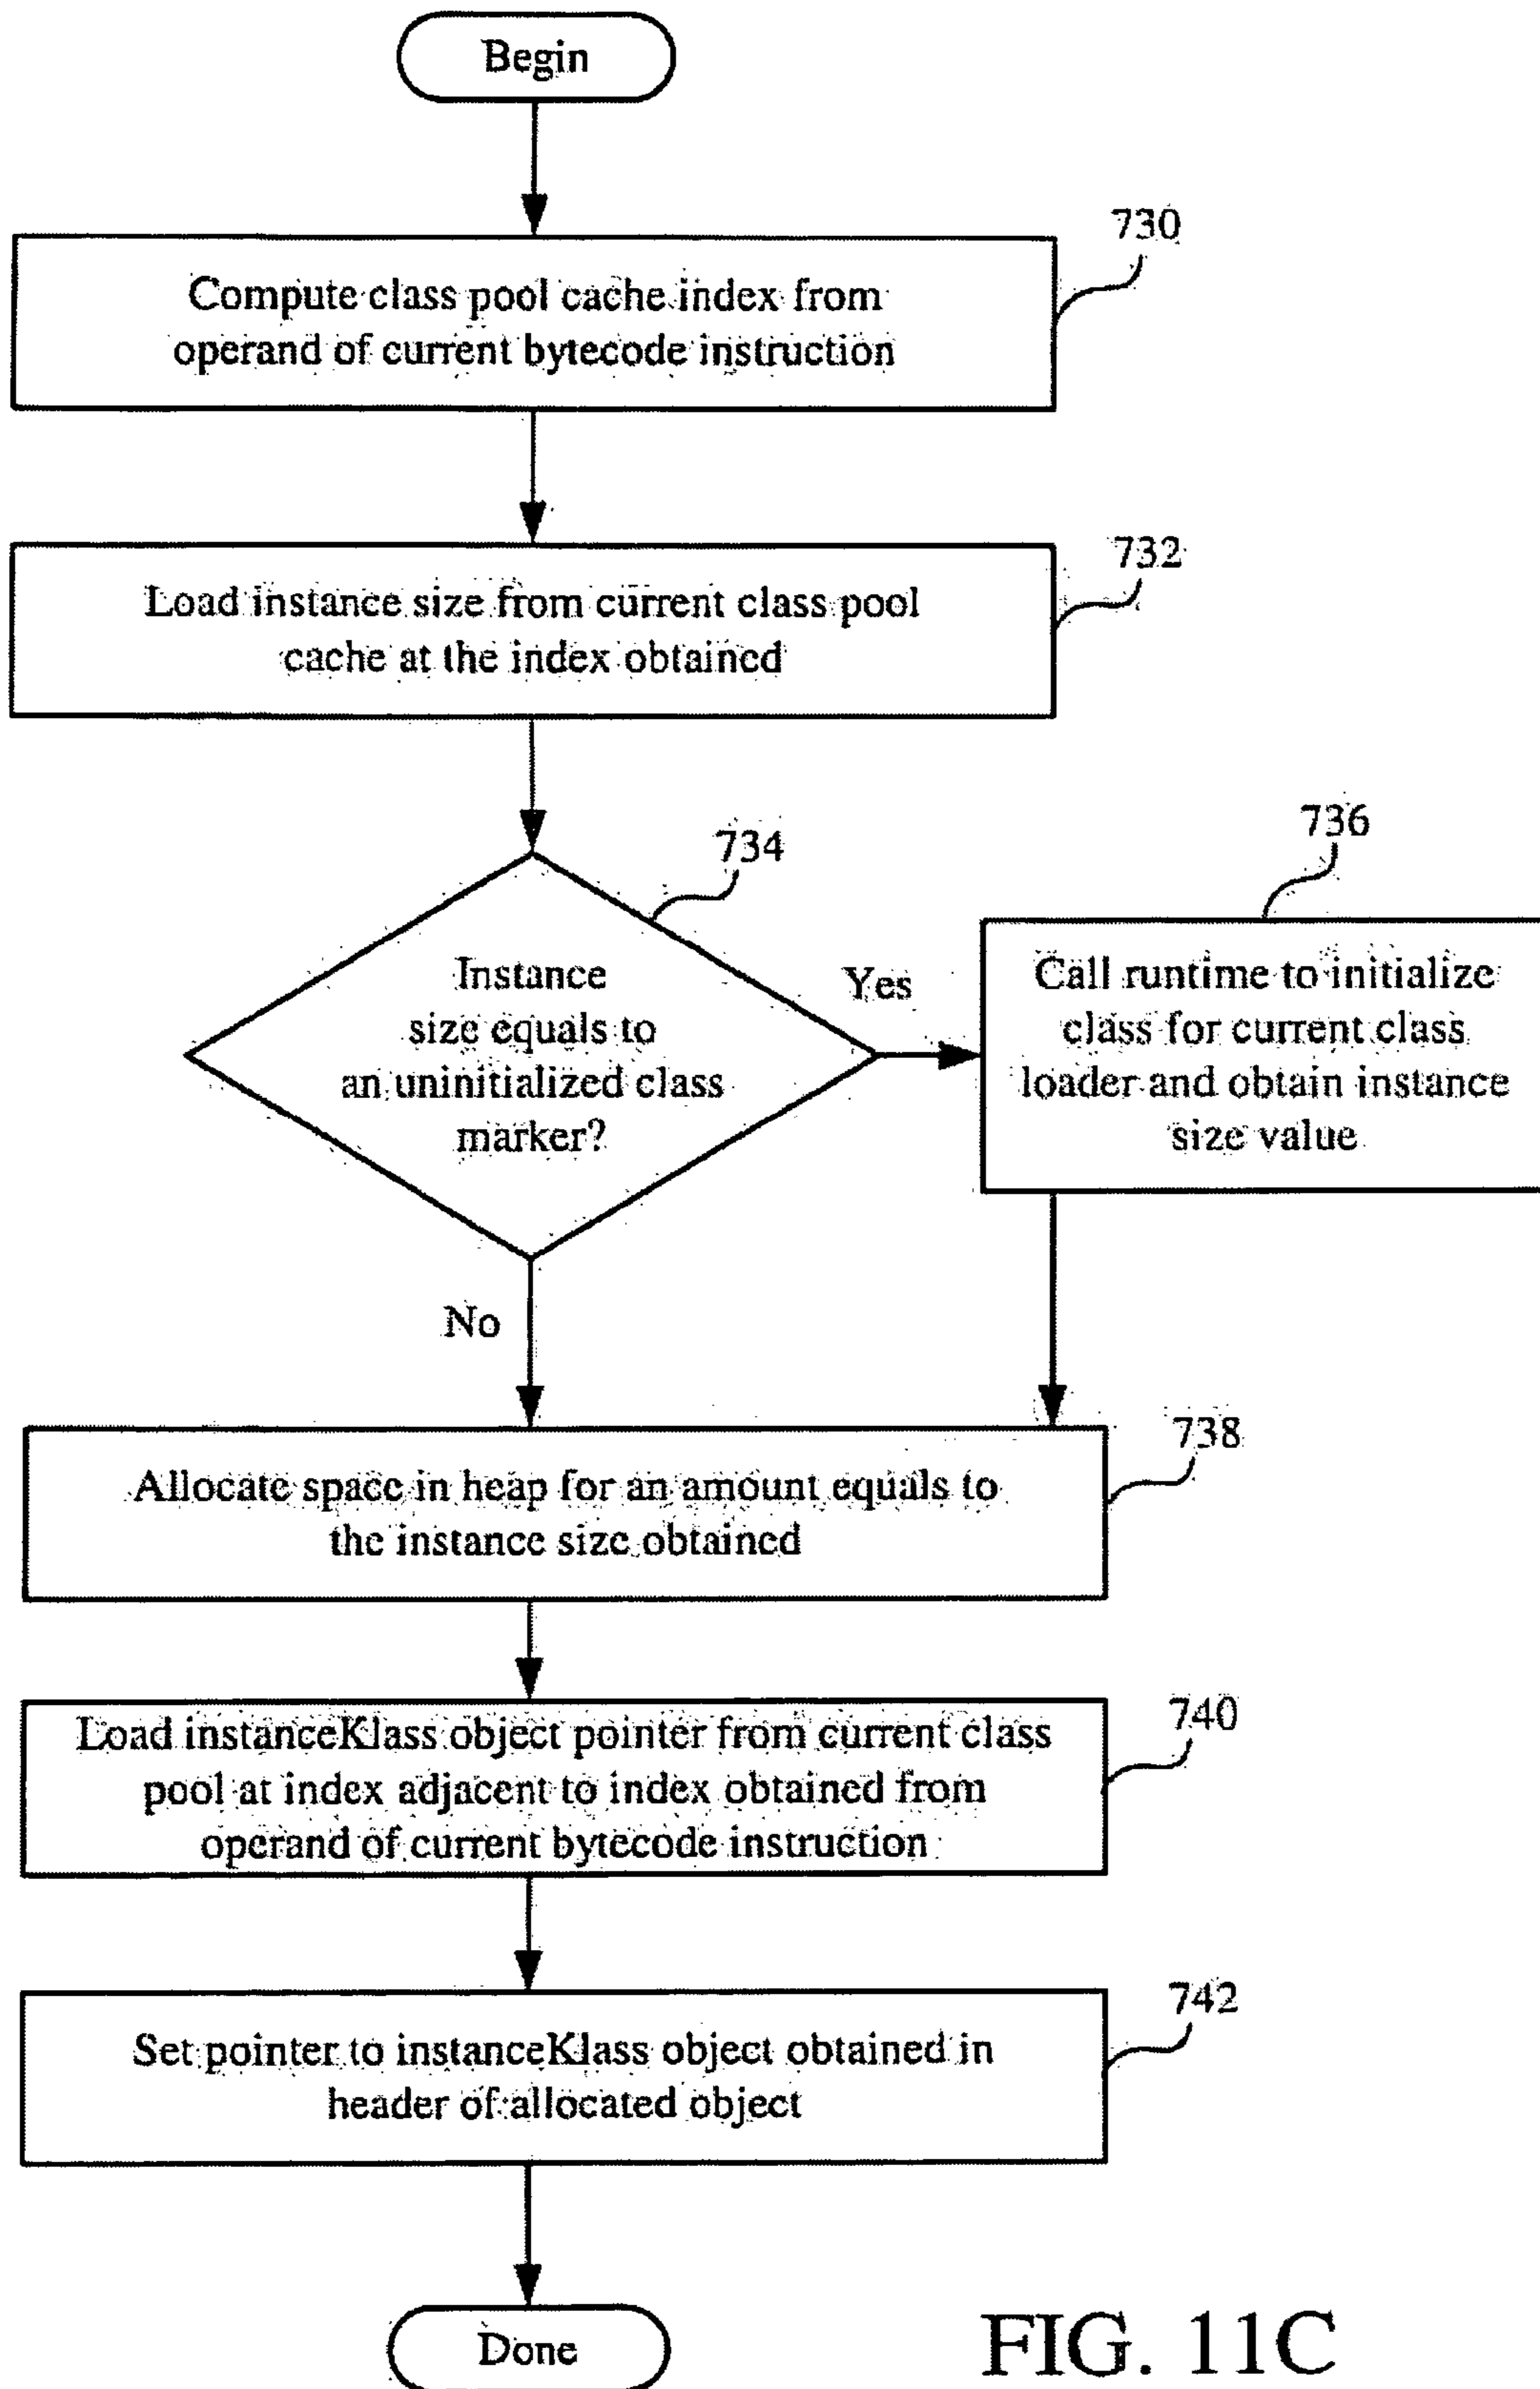 Begin
730
Compute class pool cache index from
operand of current bytecode instruction
732
Load instance size from current class pool
cache at the index obtained
734
Instance
size equals to
an uninitialized class
marker?
Yes
736
Call runtime to initialize
class for current class
loader and obtain instance
size value
No
738
Allocate space in heap for an amount equals to
the instance size obtained
740
Load instanceKlass object pointer from current class
pool at index adjacent to index obtained from
operand of current bytecode instruction
742
Set pointer to instanceKlass object obtained in
header of allocated object
Done
FIG. 11C